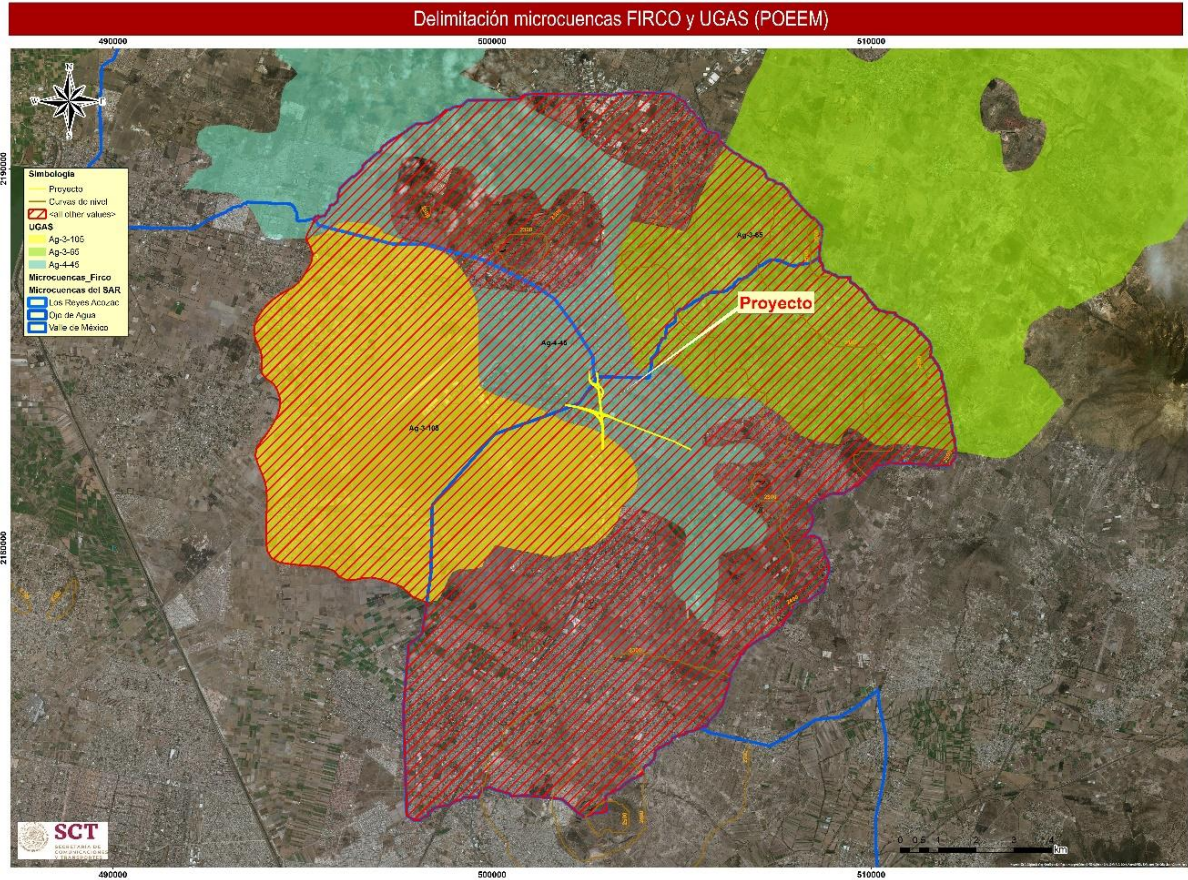 Delimitación microcuencas FIRCO y UGAS (POEEM)
490000
500000
510000
N
W
E
S
2190000
2180000
Simbología
Proyecto
Curvas de nivel
<all other values>
UGAS
Ag-3-105
Ag-3-65
Ag-4-45
Microcuencas_Firco
Microcuencas del SAR
Los Reyes Acozac
Ojo de Agua
Valle de México
Ag-3-65
Proyecto
Ag-4-45
Ag-3-105
SCT
SECRETARÍA DE
COMUNICACIONES
Y TRANSPORTES
0 0.5 1 2 3 4
km
490000
500000
510000